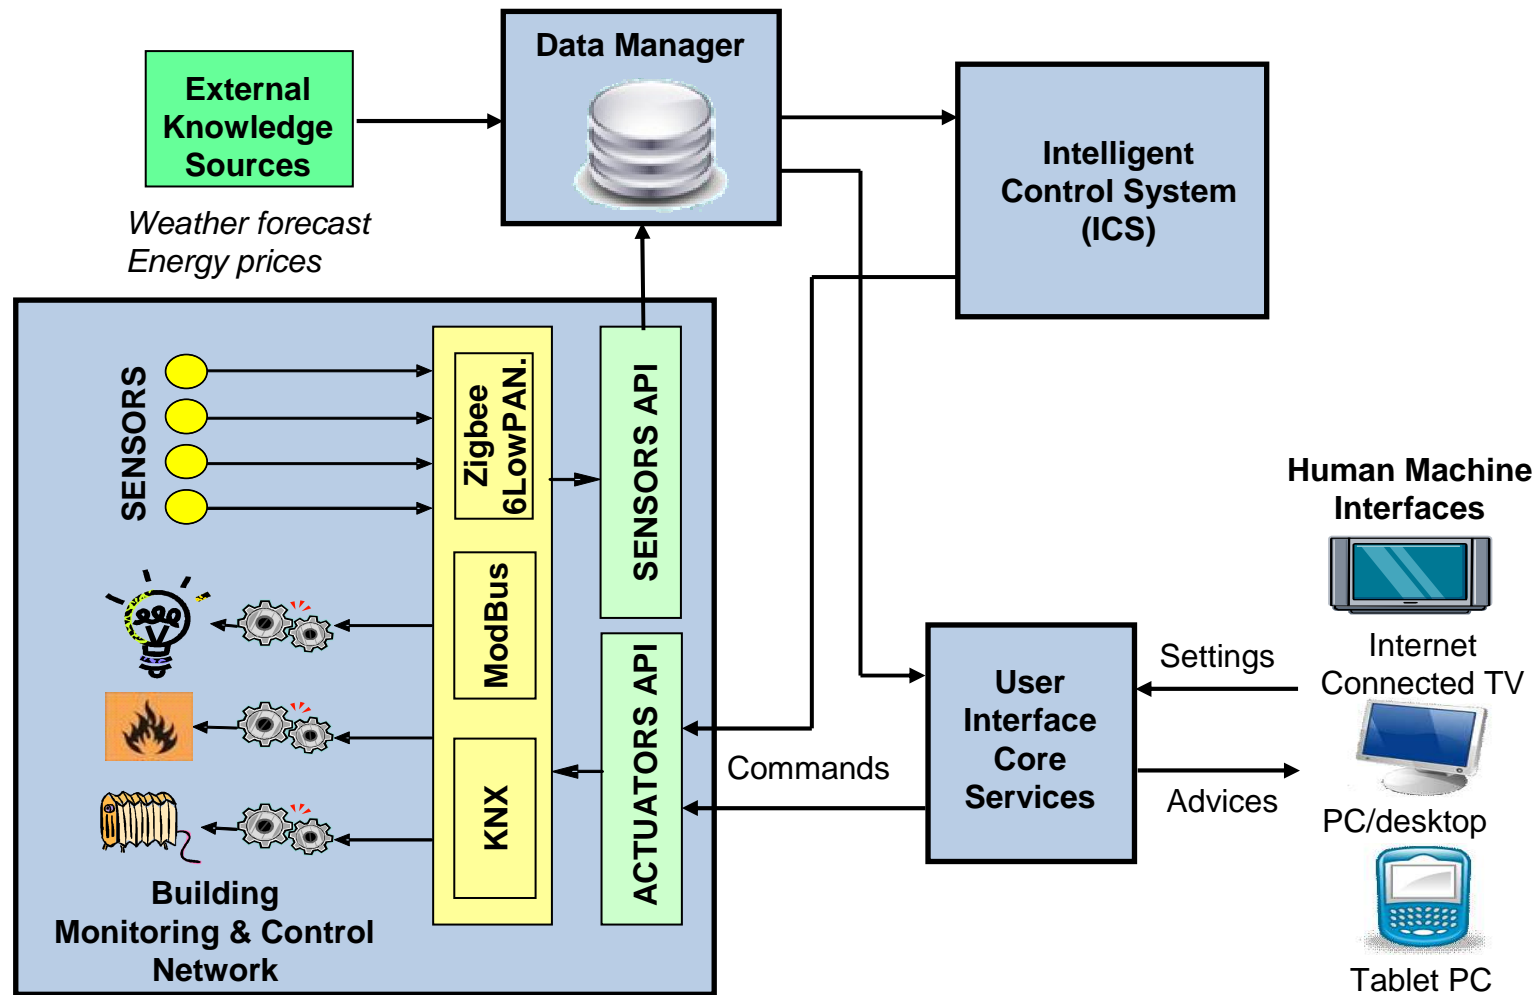 Data Manager
External
Knowledge
Sources
Weather forecast
Energy prices
Intelligent
Control System
(ICS)
SENSORS
Zigbee
6LowPAN.
ModBus
KNX
SENSORS API
ACTUATORS API
Building
Monitoring & Control
Network
Commands
User
Interface
Core
Services
Settings
Advices
Human Machine
Interfaces
Internet
Connected TV
PC/desktop
Tablet PC